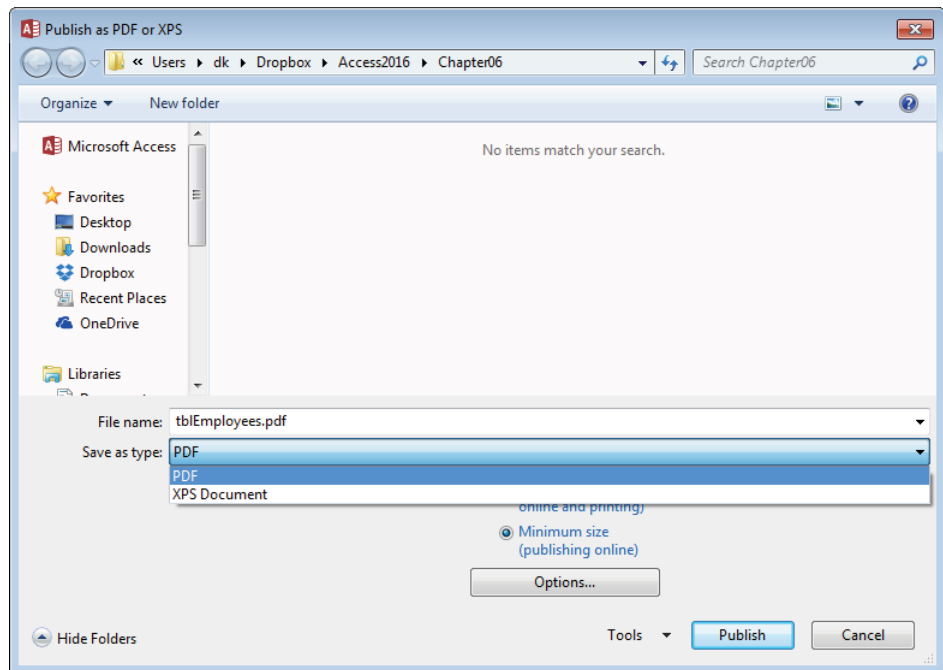 Publish as PDF or XPS
« Users ▸ dk ▸ Dropbox ▸ Access2016 ▸ Chapter06
Search Chapter06
Organize
New folder
Microsoft Access
No items match your search.
Favorites
Desktop
Downloads
Dropbox
Recent Places
OneDrive
Libraries
File name: tblEmployees.pdf
Save as type: PDF
PDF
XPS Document
online and printing)
Minimum size
(publishing online)
Options...
Hide Folders
Tools
Publish
Cancel